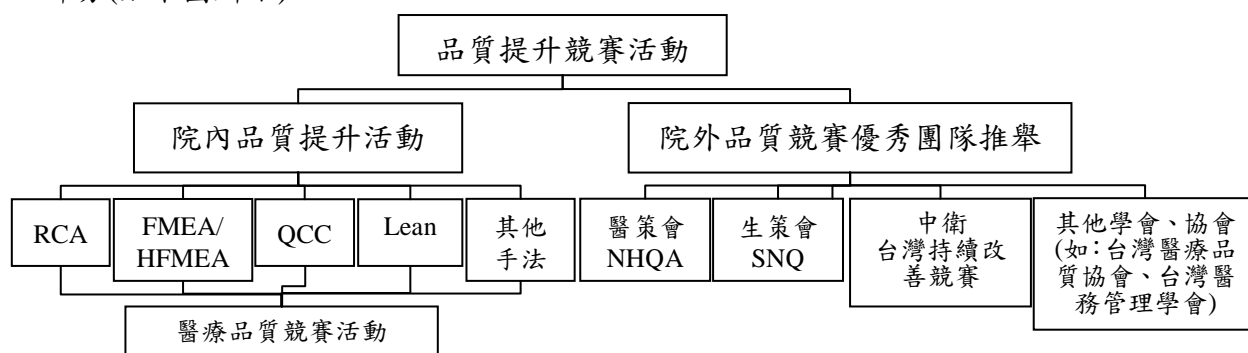 品質提升競賽活動
院內品質提升活動
院外品質競賽優秀團隊推舉
RCA
FMEA/
HFMEA
QCC
Lean
其他
手法
醫策會
NHQA
生策會
SNQ
中衛
台灣持續改
善競賽
其他學會、協會
(如：台灣醫療品
質協會、台灣醫
務管理學會)
醫療品質競賽活動